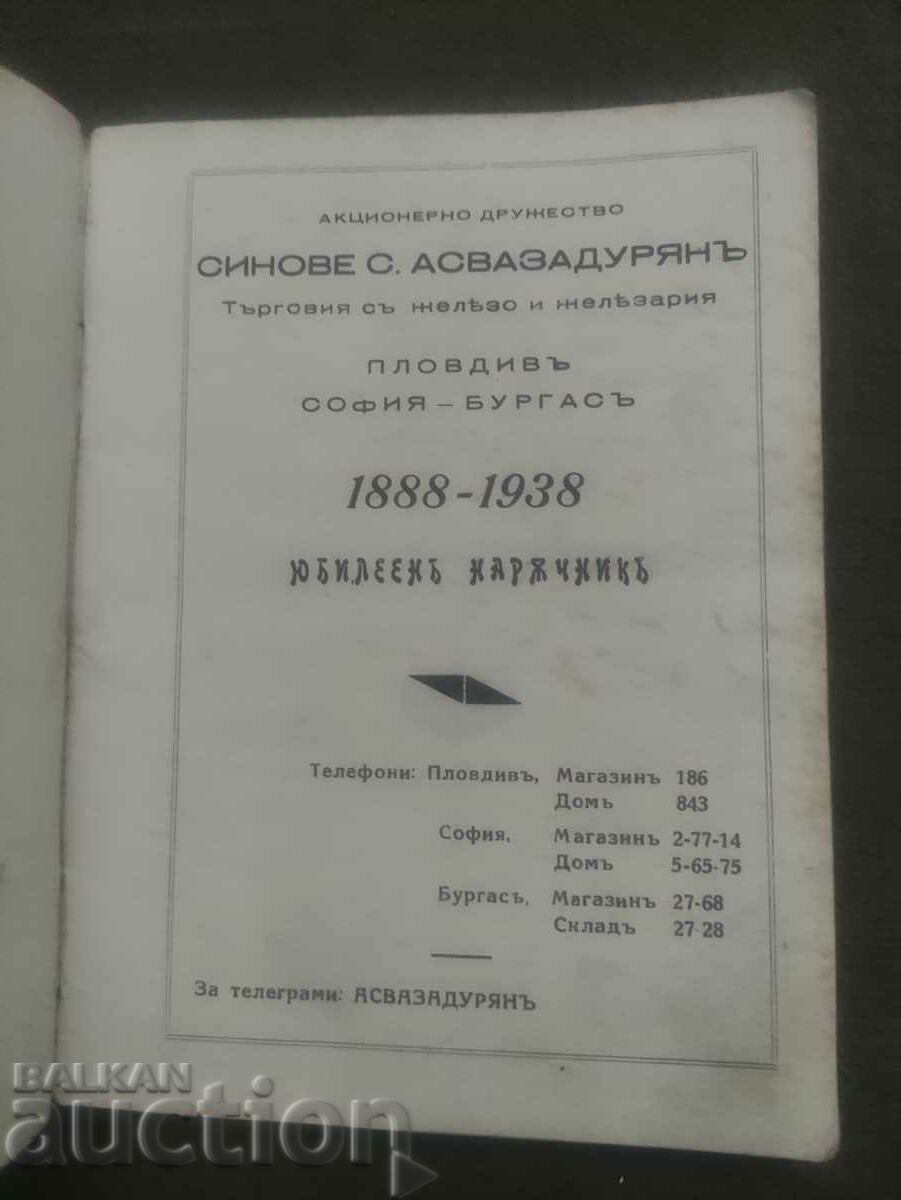 АКЦИОНЕРНО ДРУЖЕСТВО
СИНОВЕ С. АСВАЗАДУРЯНЪ
Търговия съ желѣзо и желѣзария
ПЛОВДИВЪ
СОФИЯ – БУРГАСЪ
1888-1938
ЮБИЛЕЕНЪ НАРѪЧНИКЪ
Телефони: Пловдивъ, Магазинъ 186
Домъ 843
София, Магазинъ 2-77-14
Домъ 5-65-75
Бургасъ, Магазинъ 27-68
Складъ 27-28
За телеграми: АСВАЗАДУРЯНЪ
BALKAN
auction